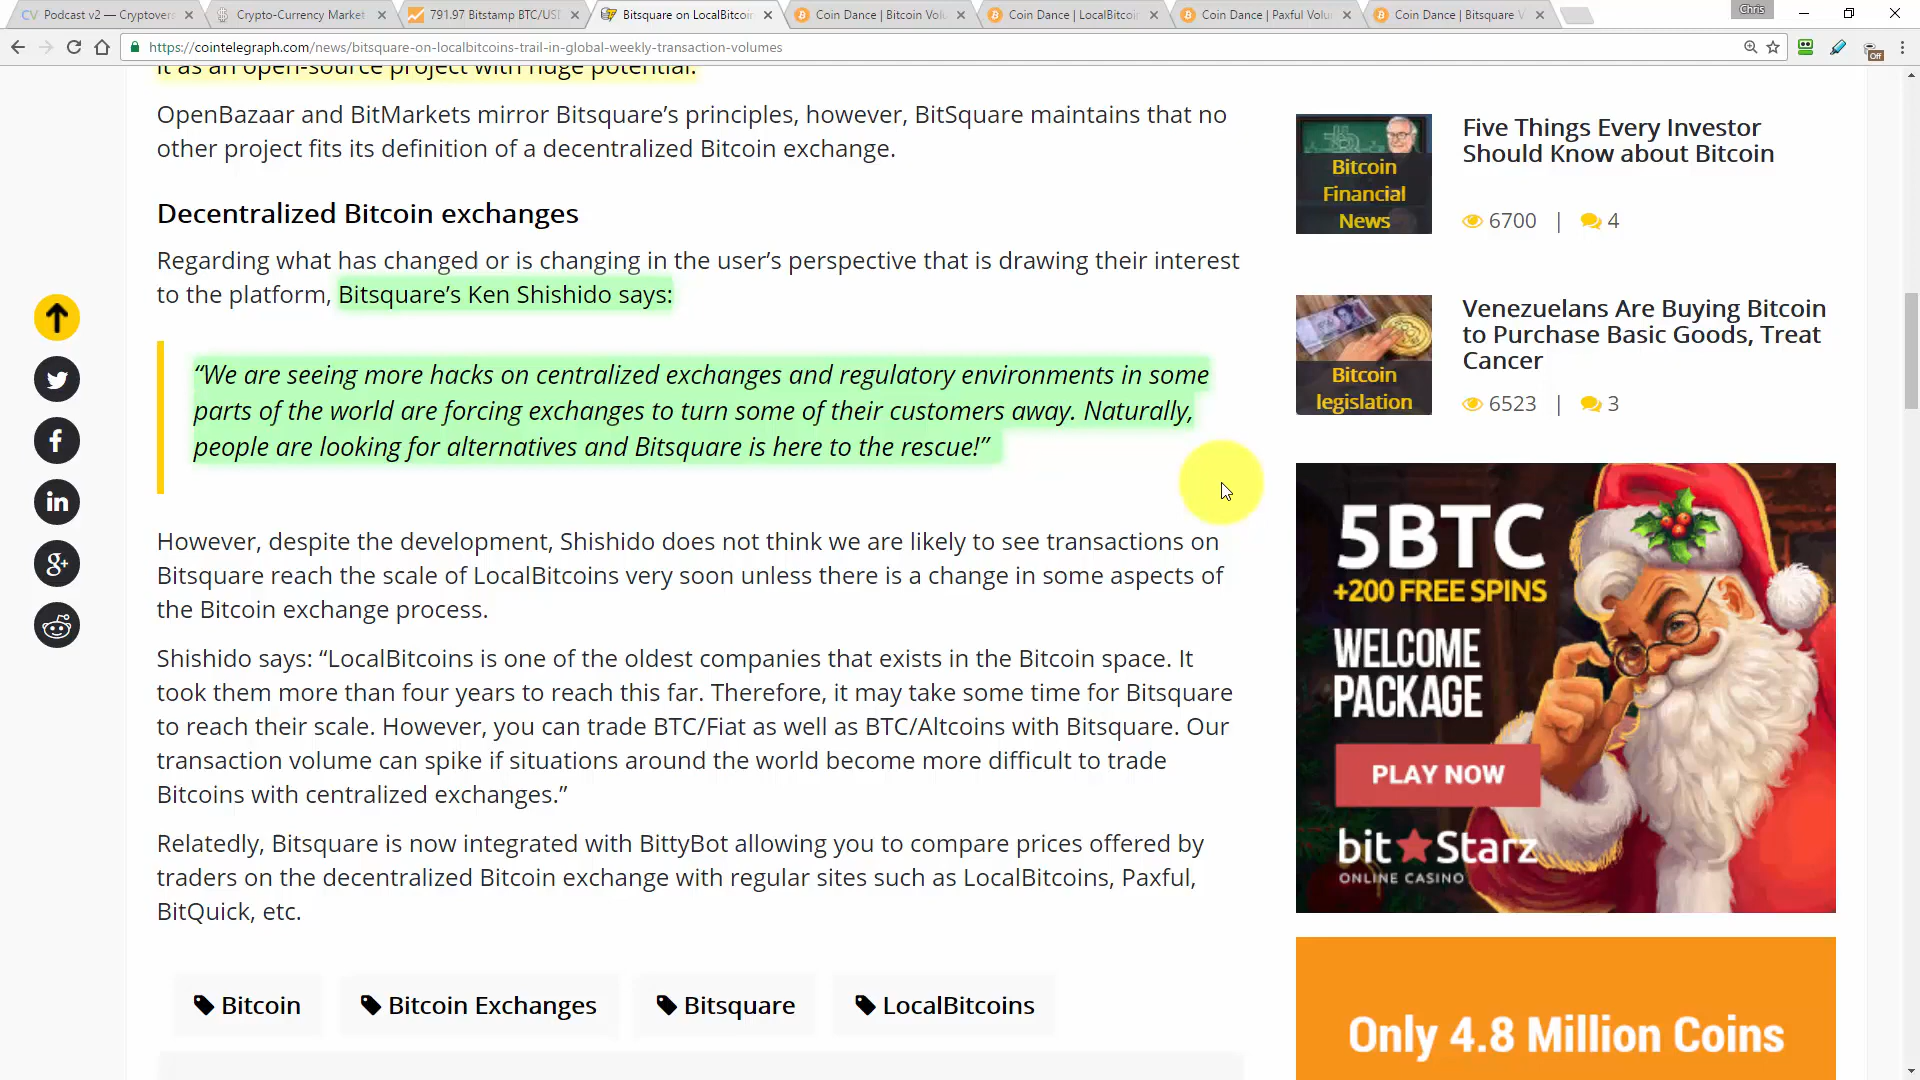 Podcast v2 — Cryptovers
Crypto-Currency Market
791.97 Bitstamp BTC/USD
Bitsquare on LocalBitcoin
Coin Dance | Bitcoin Volu
Coin Dance | LocalBitcoin
Coin Dance | Paxful Volu
Coin Dance | Bitsquare V
Chris
https://cointelegraph.com/news/bitsquare-on-localbitcoins-trail-in-global-weekly-transaction-volumes
Off
it as an open-source project with huge potential.
OpenBazaar and BitMarkets mirror Bitsquare’s principles, however, BitSquare maintains that no
other project fits its definition of a decentralized Bitcoin exchange.
Decentralized Bitcoin exchanges
Regarding what has changed or is changing in the user’s perspective that is drawing their interest
to the platform, Bitsquare’s Ken Shishido says:
“We are seeing more hacks on centralized exchanges and regulatory environments in some
parts of the world are forcing exchanges to turn some of their customers away. Naturally,
people are looking for alternatives and Bitsquare is here to the rescue!”
However, despite the development, Shishido does not think we are likely to see transactions on
Bitsquare reach the scale of LocalBitcoins very soon unless there is a change in some aspects of
the Bitcoin exchange process.
Shishido says: “LocalBitcoins is one of the oldest companies that exists in the Bitcoin space. It
took them more than four years to reach this far. Therefore, it may take some time for Bitsquare
to reach their scale. However, you can trade BTC/Fiat as well as BTC/Altcoins with Bitsquare. Our
transaction volume can spike if situations around the world become more difficult to trade
Bitcoins with centralized exchanges.”
Relatedly, Bitsquare is now integrated with BittyBot allowing you to compare prices offered by
traders on the decentralized Bitcoin exchange with regular sites such as LocalBitcoins, Paxful,
BitQuick, etc.
Bitcoin
Bitcoin Exchanges
Bitsquare
LocalBitcoins
Bitcoin
Financial
News
Five Things Every Investor
Should Know about Bitcoin
6700 | 4
Bitcoin
legislation
Venezuelans Are Buying Bitcoin
to Purchase Basic Goods, Treat
Cancer
6523 | 3
5BTC
+200 FREE SPINS
WELCOME
PACKAGE
PLAY NOW
bit Starz
ONLINE CASINO
Only 4.8 Million Coins